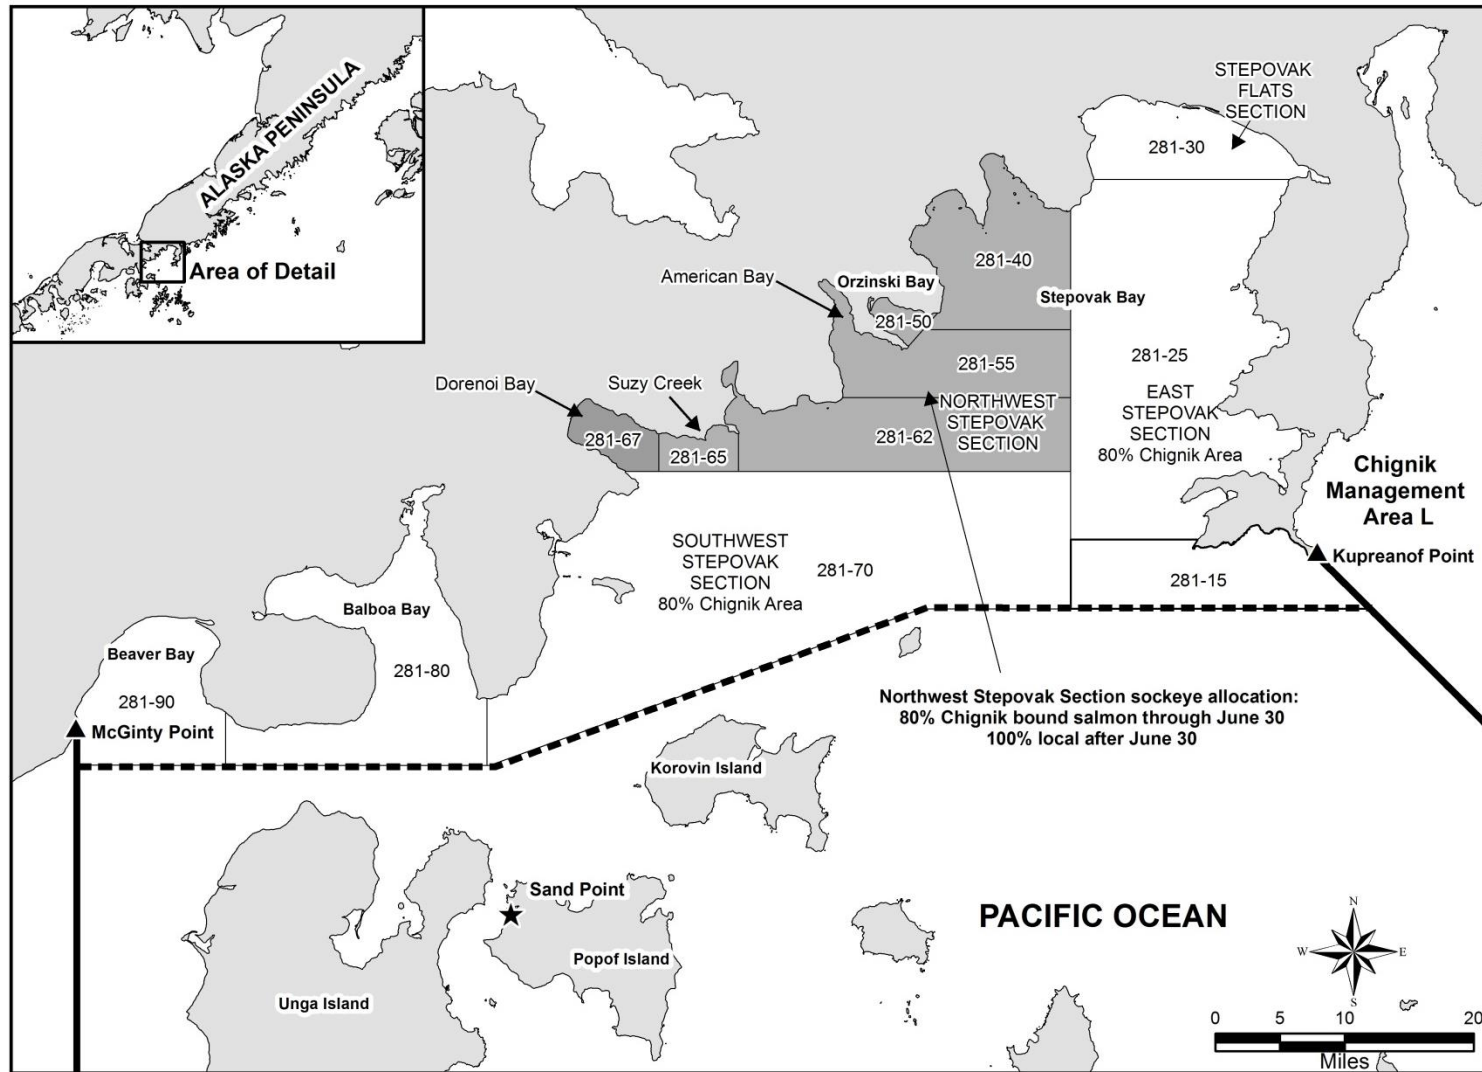 ALASKA PENINSULA
Area of Detail
STEPOVAK
FLATS
SECTION
281-30
American Bay
Orzinski Bay
281-40
Stepovak Bay
281-50
281-25
281-55
Dorenoi Bay
Suzy Creek
EAST
STEPOVAK
SECTION
80% Chignik Area
NORTHWEST
STEPOVAK
SECTION
281-62
281-67
281-65
Chignik
Management
Area L
Kupreanof Point
SOUTHWEST
STEPOVAK
SECTION
80% Chignik Area
281-70
281-15
Balboa Bay
Beaver Bay
281-80
281-90
McGinty Point
Northwest Stepovak Section sockeye allocation:
80% Chignik bound salmon through June 30
100% local after June 30
Korovin Island
Sand Point
PACIFIC OCEAN
Popof Island
Unga Island
N
W E
S
0 5 10 20
Miles